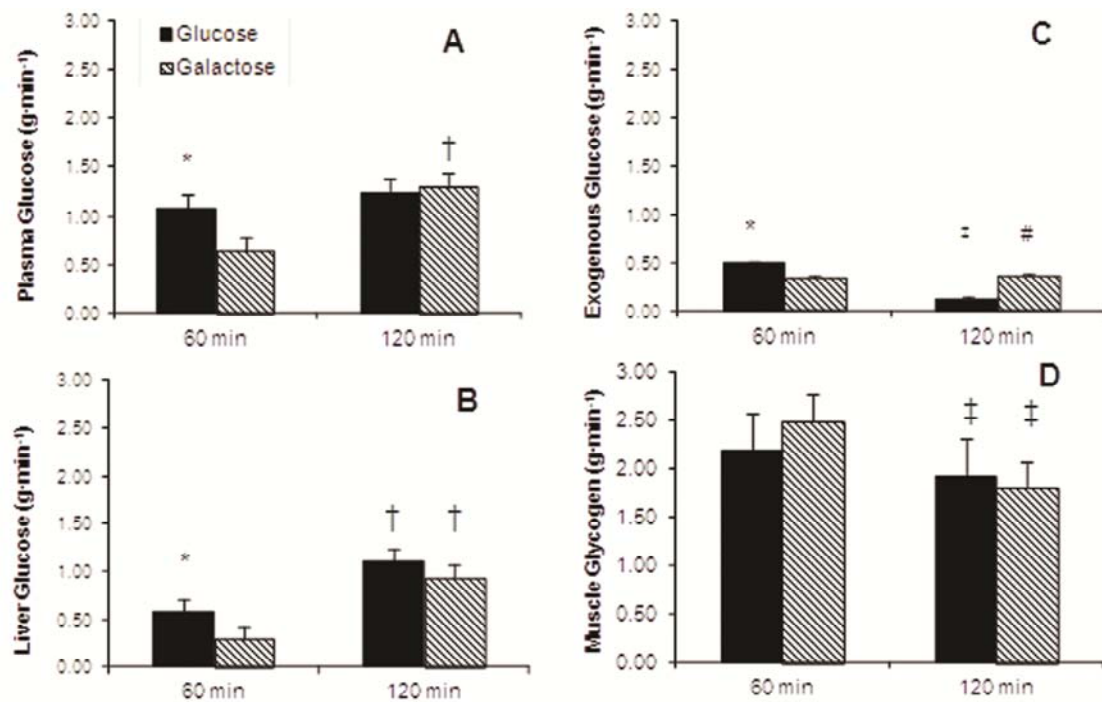 Plasma Glucose (g·min⁻¹)
3.00
2.50
2.00
1.50
1.00
0.50
0.00
Glucose
Galactose
A
*
†
60 min 120 min
Exogenous Glucose (g·min⁻¹)
3.00
2.50
2.00
1.50
1.00
0.50
0.00
C
*
‡ #
60 min 120 min
Liver Glucose (g·min⁻¹)
3.00
2.50
2.00
1.50
1.00
0.50
0.00
B
*
† †
60 min 120 min
Muscle Glycogen (g·min⁻¹)
3.00
2.50
2.00
1.50
1.00
0.50
0.00
D
‡ ‡
60 min 120 min